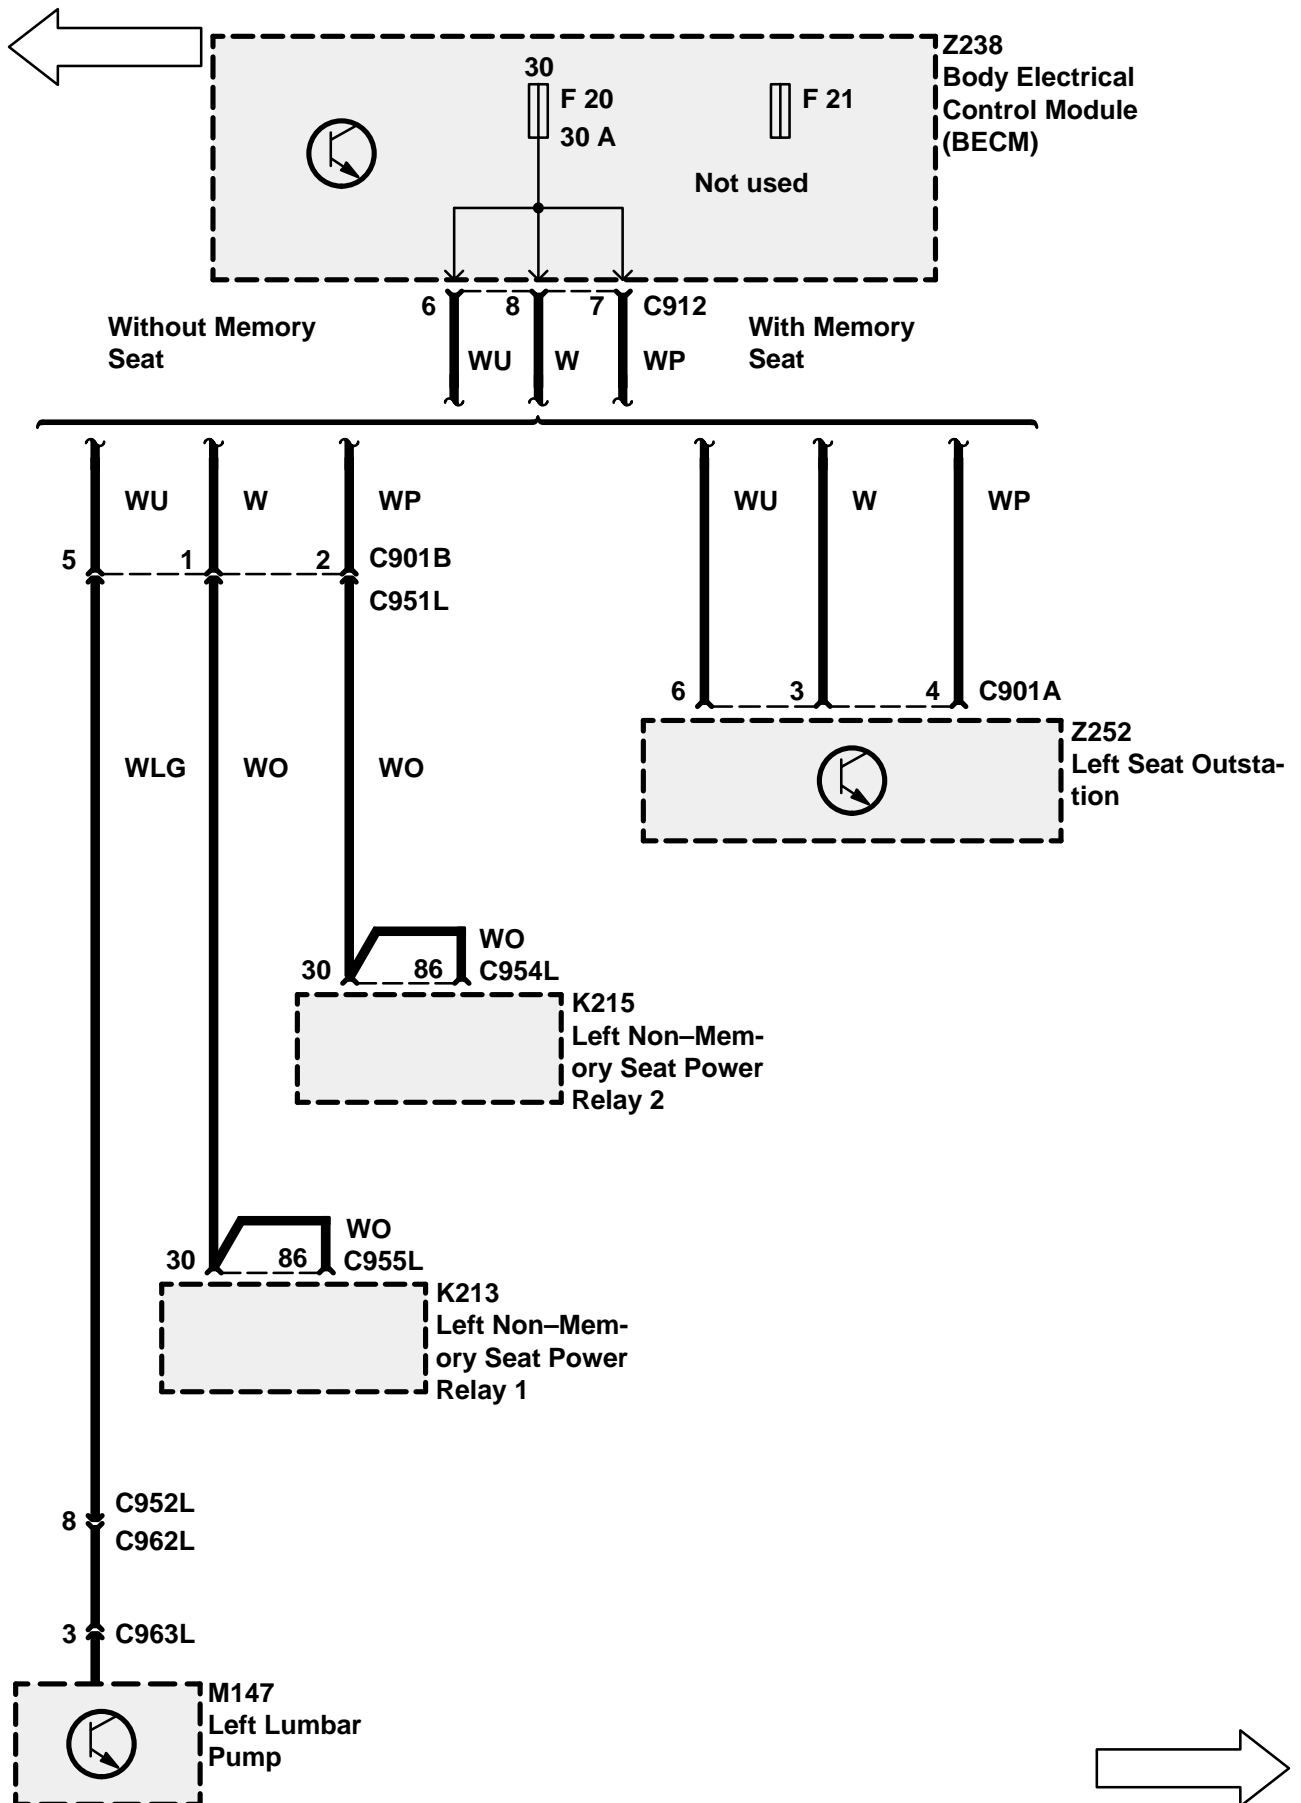 Z238
Body Electrical
Control Module
(BECM)
30
F 20
30 A
F 21
Not used
6
8
7
C912
Without Memory
Seat
With Memory
Seat
WU
W
WP
WU
W
WP
WU
W
WP
5
1
2
C901B
C951L
6
3
4
C901A
Z252
Left Seat Outsta-
tion
WLG
WO
WO
WO
30
86
C954L
K215
Left Non–Mem-
ory Seat Power
Relay 2
WO
30
86
C955L
K213
Left Non–Mem-
ory Seat Power
Relay 1
C952L
8
C962L
3
C963L
M147
Left Lumbar
Pump